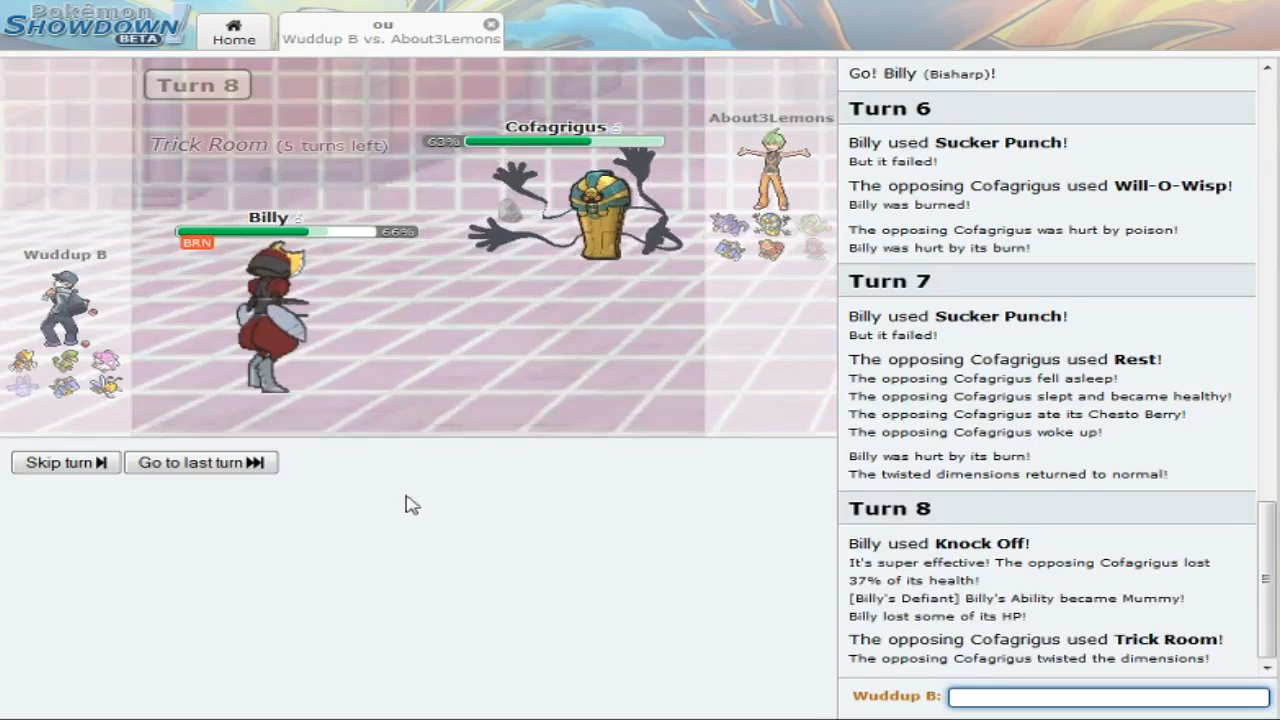 Pokémon
SHOWDOWN
BETA
Home
ou
Wuddup B vs. About3Lemons
Turn 8
Trick Room (5 turns left)
Cofagrigus
63%
About3Lemons
Billy
66%
BRN
Wuddup B
Skip turn
Go to last turn
Go! Billy (Bisharp)!
Turn 6
Billy used Sucker Punch!
But it failed!
The opposing Cofagrigus used Will-O-Wisp!
Billy was burned!
The opposing Cofagrigus was hurt by poison!
Billy was hurt by its burn!
Turn 7
Billy used Sucker Punch!
But it failed!
The opposing Cofagrigus used Rest!
The opposing Cofagrigus fell asleep!
The opposing Cofagrigus slept and became healthy!
The opposing Cofagrigus ate its Chesto Berry!
The opposing Cofagrigus woke up!
Billy was hurt by its burn!
The twisted dimensions returned to normal!
Turn 8
Billy used Knock Off!
It's super effective! The opposing Cofagrigus lost
37% of its health!
[Billy's Defiant] Billy's Ability became Mummy!
Billy lost some of its HP!
The opposing Cofagrigus used Trick Room!
The opposing Cofagrigus twisted the dimensions!
Wuddup B: